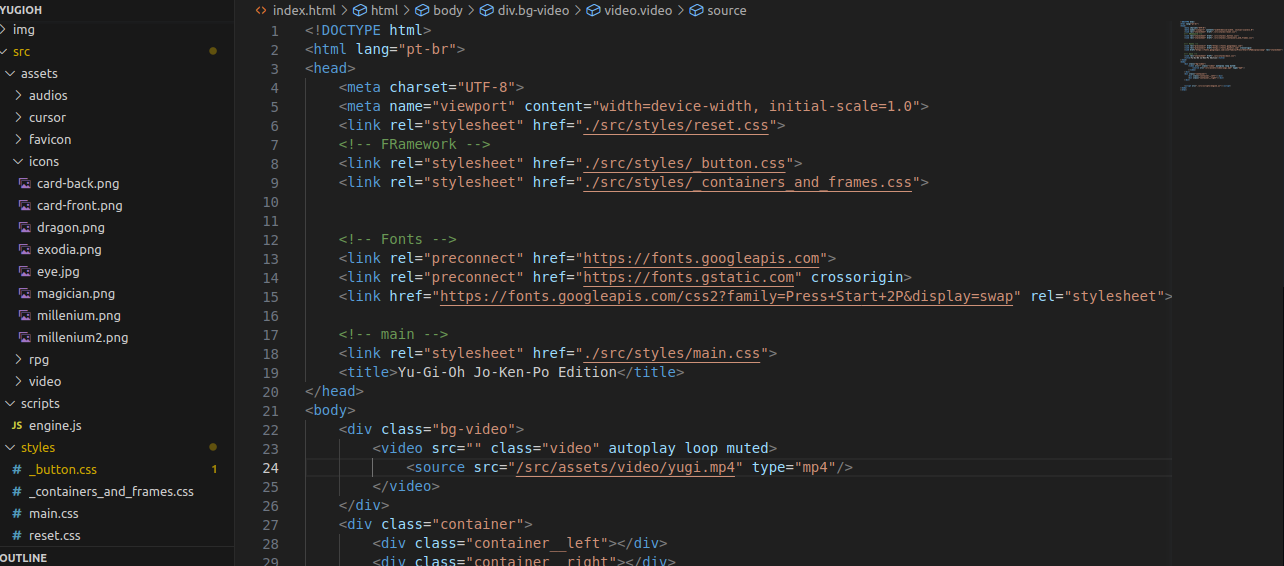 YUGIOH
img
src
assets
audios
cursor
favicon
icons
card-back.png
card-front.png
dragon.png
exodia.png
eye.jpg
magician.png
millenium.png
millenium2.png
rpg
video
scripts
JS engine.js
styles
# _button.css 1
# _containers_and_frames.css
# main.css
# reset.css
OUTLINE
index.html > html > body > div.bg-video > video.video > source
1 <!DOCTYPE html>
2 <html lang="pt-br">
3 <head>
4 <meta charset="UTF-8">
5 <meta name="viewport" content="width=device-width, initial-scale=1.0">
6 <link rel="stylesheet" href="./src/styles/reset.css">
7 <!-- FRamework -->
8 <link rel="stylesheet" href="./src/styles/_button.css">
9 <link rel="stylesheet" href="./src/styles/_containers_and_frames.css">
10
11
12 <!-- Fonts -->
13 <link rel="preconnect" href="https://fonts.googleapis.com">
14 <link rel="preconnect" href="https://fonts.gstatic.com" crossorigin>
15 <link href="https://fonts.googleapis.com/css2?family=Press+Start+2P&display=swap" rel="stylesheet">
16
17 <!-- main -->
18 <link rel="stylesheet" href="./src/styles/main.css">
19 <title>Yu-Gi-Oh Jo-Ken-Po Edition</title>
20 </head>
21 <body>
22 <div class="bg-video">
23 <video src="" class="video" autoplay loop muted>
24 <source src="/src/assets/video/yugi.mp4" type="mp4"/>
25 </video>
26 </div>
27 <div class="container">
28 <div class="container__left"></div>
29 <div class="container__right"></div>